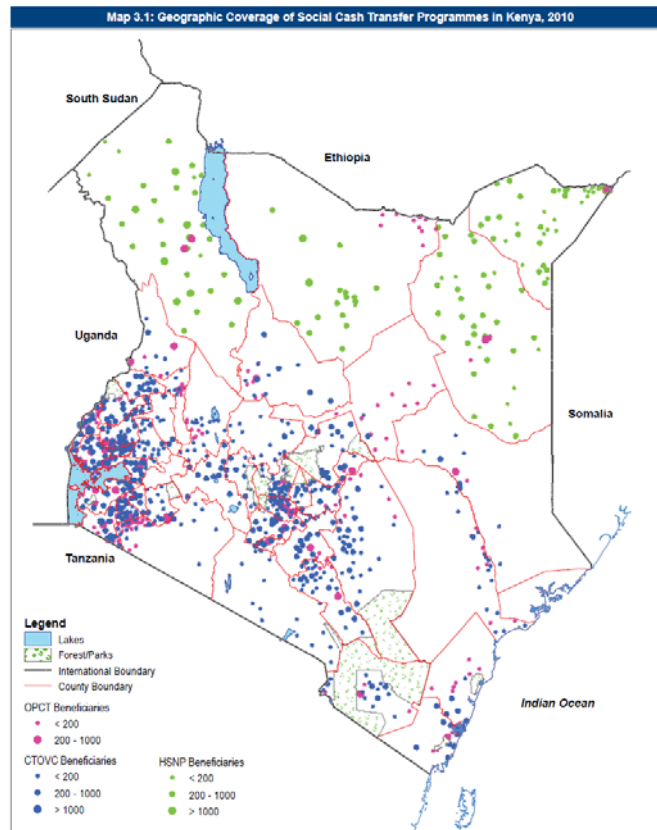 Map 3.1: Geographic Coverage of Social Cash Transfer Programmes in Kenya, 2010
South Sudan
Ethiopia
Uganda
Somalia
Tanzania
Indian Ocean
Legend
Lakes
Forest/Parks
International Boundary
County Boundary
OPCT Beneficiaries
< 200
200 - 1000
CTOVC Beneficiaries
< 200
200 - 1000
> 1000
HSNP Beneficiaries
< 200
200 - 1000
> 1000